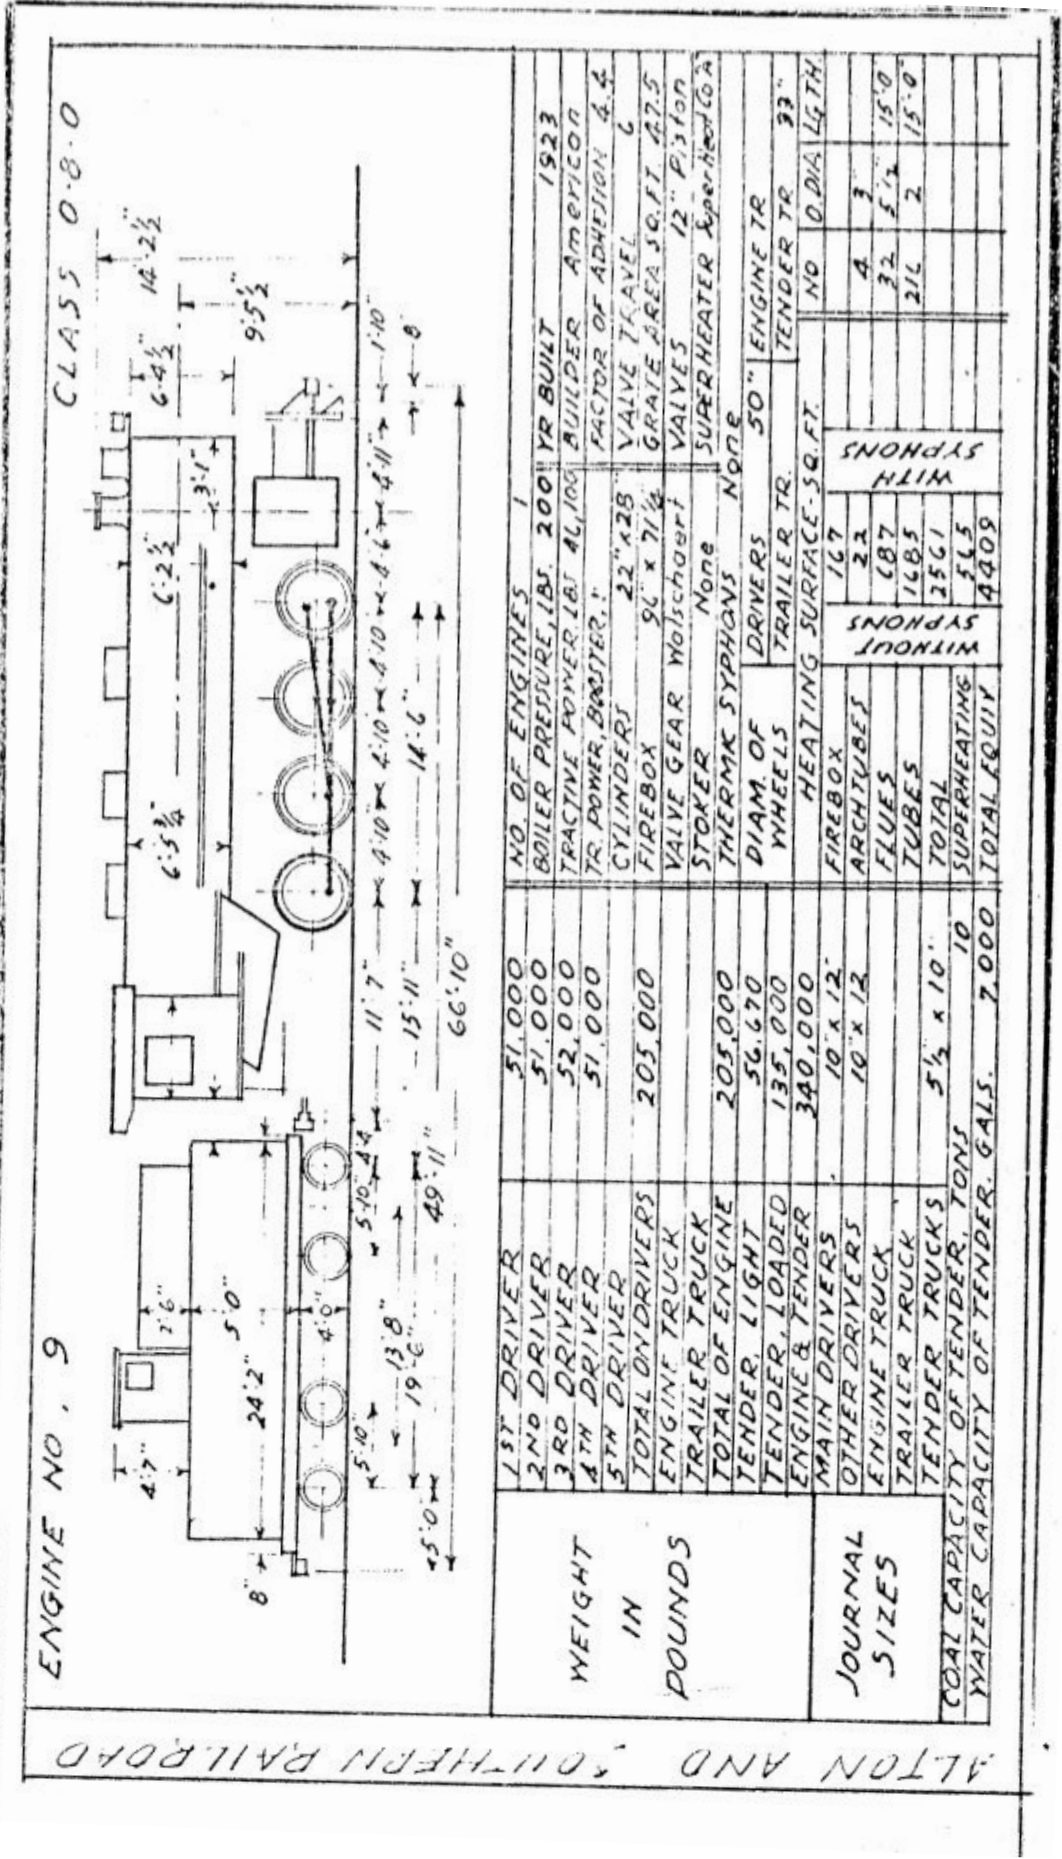 ALTON AND SOUTHERN RAILROAD
ENGINE NO. 9
CLASS 0-8-0
14'-2½"
6'-4½"
9'-5½"
6'-2½"
3'-1"
6'-5¾"
4'-7"
5'-0"
24'-2"
4'-0"
8"
5'-10" 5'-10" 4'-4 11'-7" 4'-10" 4'-10" 4'-10 4'-6" 4'-11" 1'-10"
13'-8"
19'-6" 15'-11" 14'-6" 8"
5'-0" 49'-11"
66'-10"
WEIGHT IN POUNDS
1ST DRIVER 51,000
2ND DRIVER 51,000
3RD DRIVER 52,000
4TH DRIVER 51,000
5TH DRIVER
TOTAL ON DRIVERS 205,000
ENGINE TRUCK
TRAILER TRUCK
TOTAL OF ENGINE 205,000
TENDER, LIGHT 56,670
TENDER, LOADED 135,000
ENGINE & TENDER 340,000
JOURNAL SIZES
MAIN DRIVERS 10" x 12"
OTHER DRIVERS 10" x 12
ENGINE TRUCK
TRAILER TRUCK
TENDER TRUCKS 5½ x 10"
COAL CAPACITY OF TENDER, TONS 10
WATER CAPACITY OF TENDER. GALS. 7,000
NO. OF ENGINES 1
BOILER PRESSURE, LBS. 200 YR BUILT 1923
TRACTIVE POWER. LBS 46,100 BUILDER American
TR. POWER, BOOSTER, " FACTOR OF ADHESION 4.4
CYLINDERS 22" x 28 VALVE TRAVEL 6
FIREBOX 96" x 71¼ GRATE AREA SQ. FT. 47.5
VALVE GEAR Walschaert VALVES 12" Piston
STOKER None SUPERHEATER Superheat Co A
THERMIC SYPHONS None
DIAM. OF WHEELS DRIVERS 50" ENGINE TR
TRAILER TR. TENDER TR 33"
HEATING SURFACE-SQ. FT. NO O. DIA LGTH.
FIREBOX 167
ARCHTUBES 22 4 3"
FLUES 687 32 5½" 15'-0"
TUBES 1685 216 2 15'-0"
TOTAL 2561
SUPERHEATING 565
TOTAL EQUIV 4409
WITHOUT SYPHONS
WITH SYPHONS